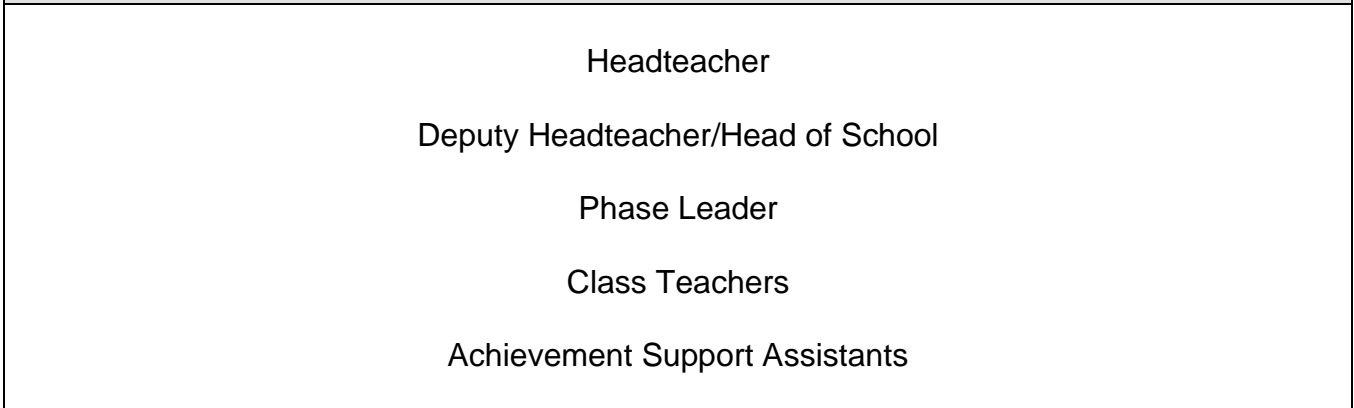 Headteacher
Deputy Headteacher/Head of School
Phase Leader
Class Teachers
Achievement Support Assistants